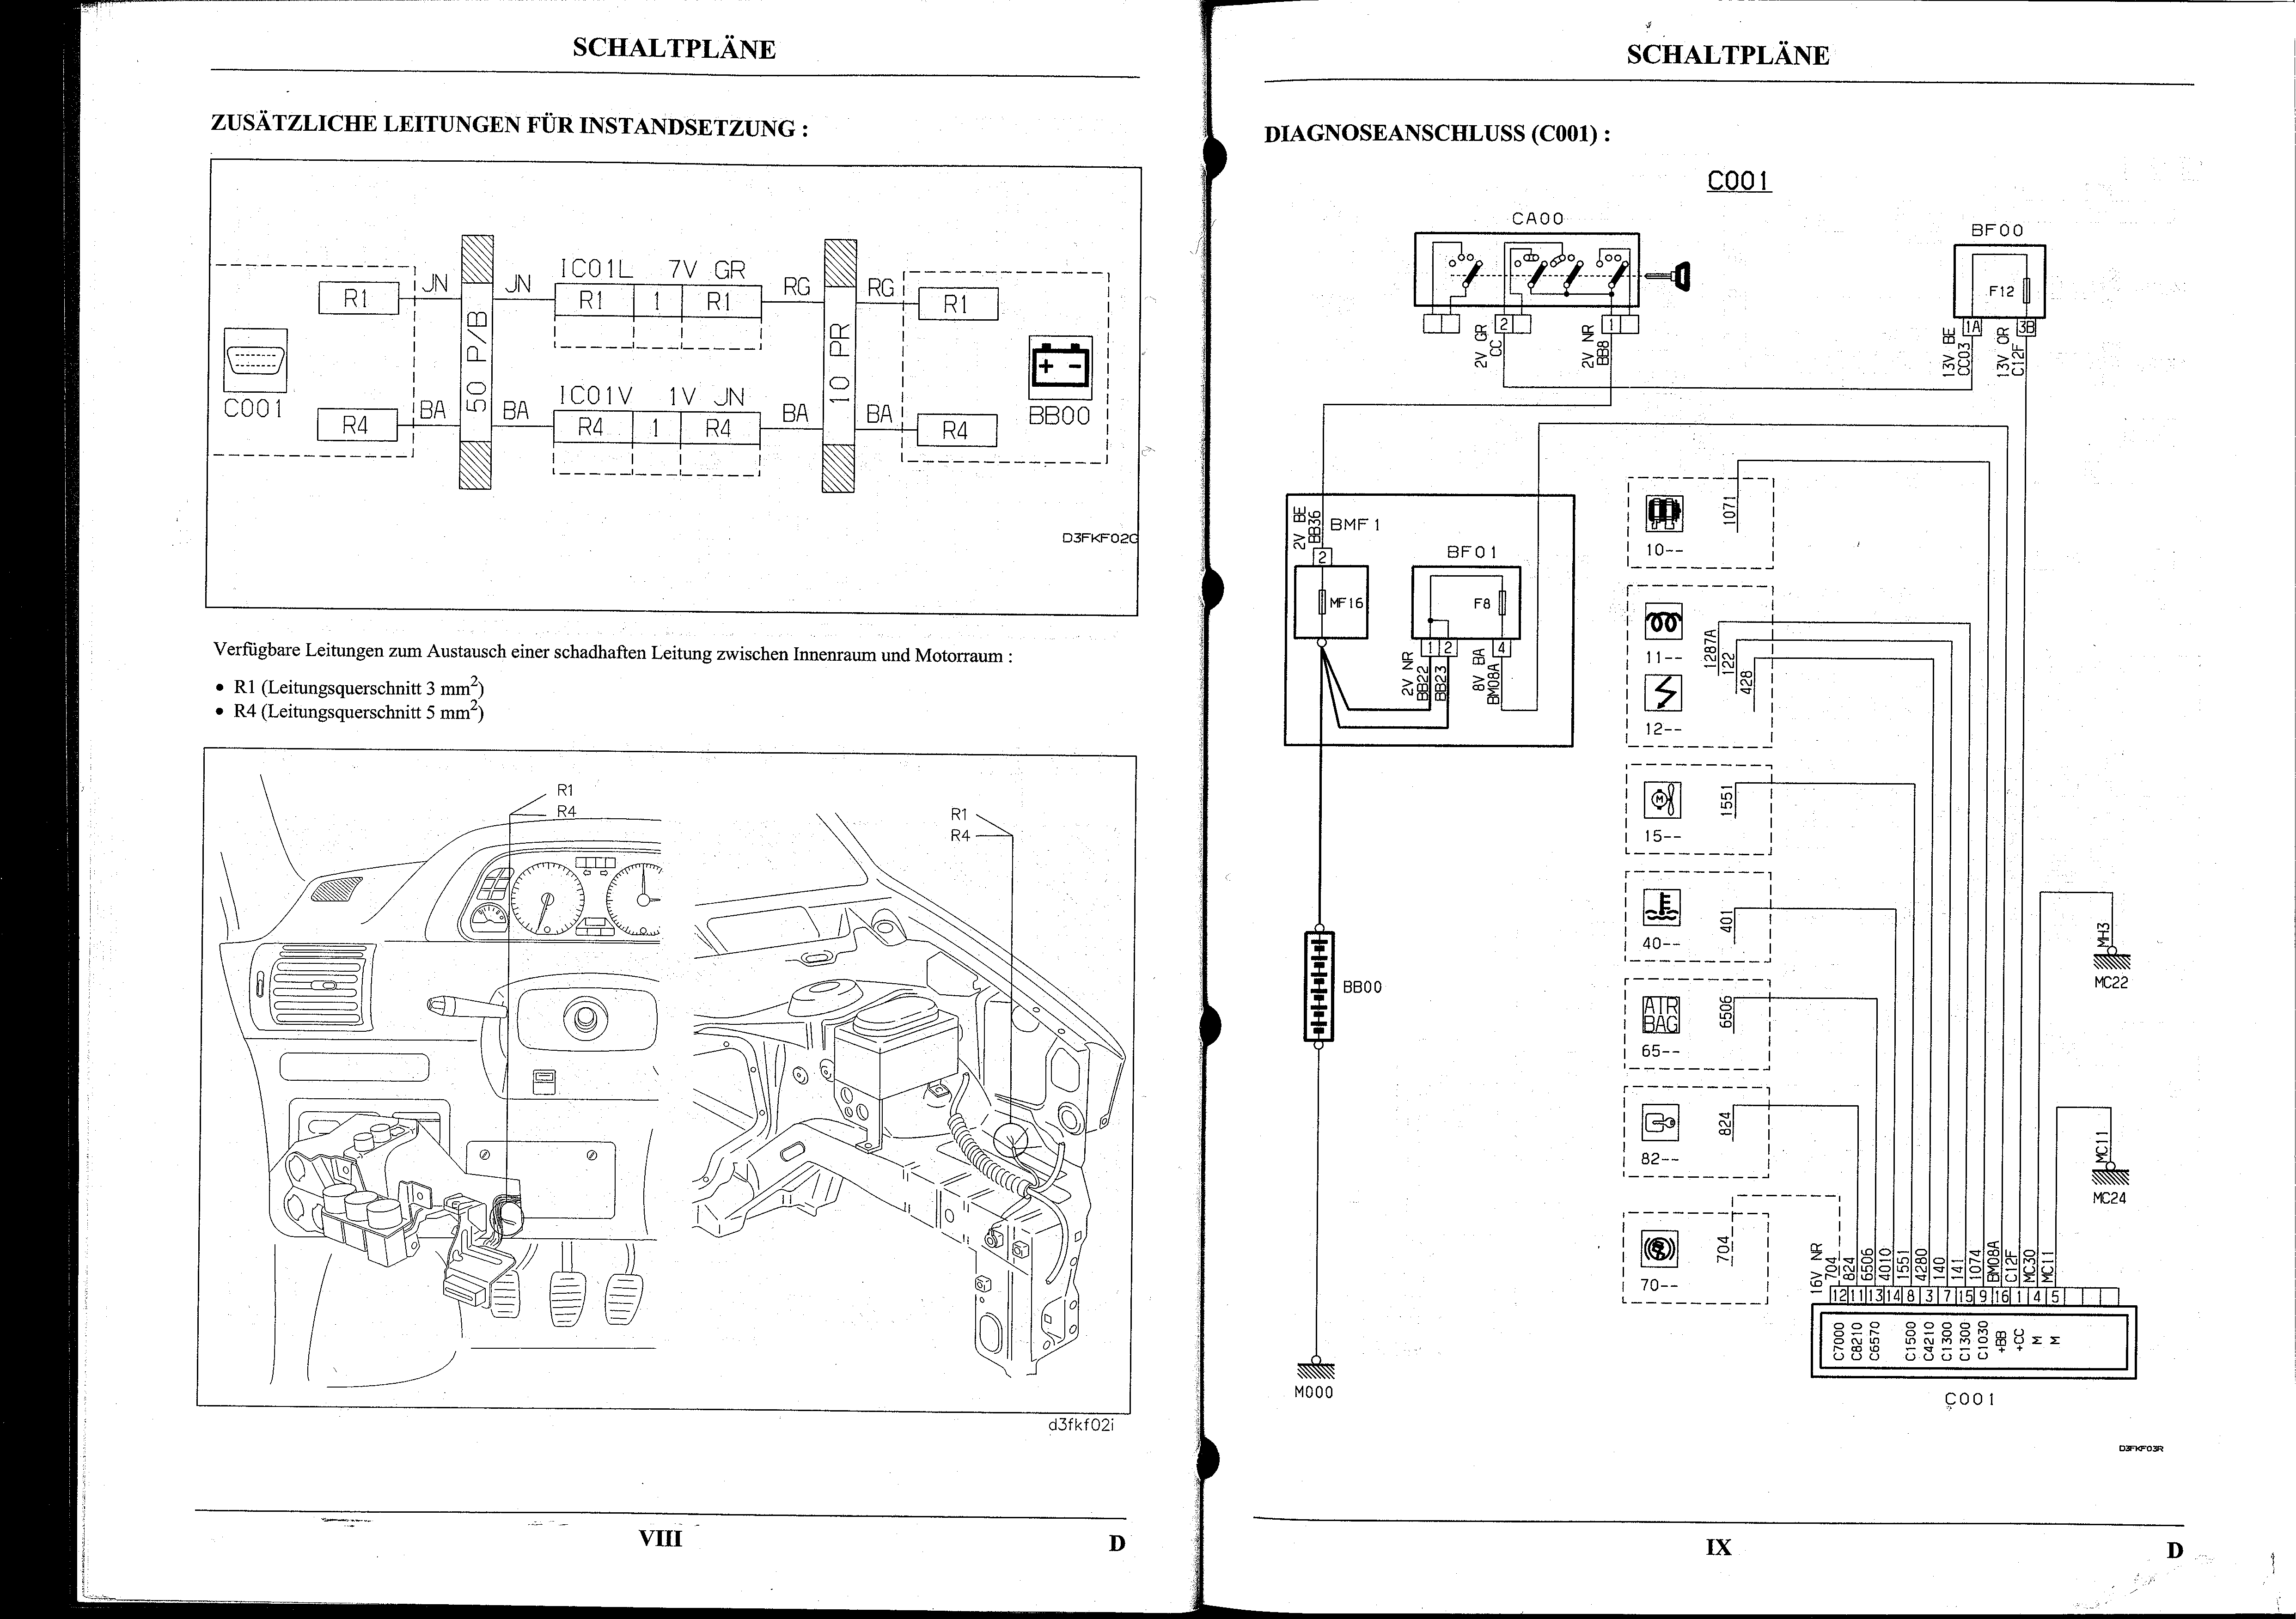 SCHALTPLÄNE
ZUSÄTZLICHE LEITUNGEN FÜR INSTANDSETZUNG :
R1
JN
50 P/B
JN
IC01L 7V GR
R1 1 R1
RG
10 PR
RG
R1
C001
BB00
R4
BA
BA
IC01V 1V JN
R4 1 R4
BA
BA
R4
D3FKF02G
Verfügbare Leitungen zum Austausch einer schadhaften Leitung zwischen Innenraum und Motorraum :
• R1 (Leitungsquerschnitt 3 mm²)
• R4 (Leitungsquerschnitt 5 mm²)
R1
R4
R1
R4
d3fkf02i
VIII
D
SCHALTPLÄNE
DIAGNOSEANSCHLUSS (C001) :
C001
CA00
BF00
F12
2
1
1A
3B
2V GR
CC
2V NR
BB8
13V BE
CC03
13V OR
C12F
2V BE
BB36
BMF1
2
MF16
BF01
F8
1 2
4
2V NR
BB22
BB23
8V BA
BM08A
BB00
M000
1071
10--
11--
1287A
122
428
12--
M
1551
15--
401
40--
AIR
BAG
6506
65--
824
82--
704
70--
MH3
MC22
MC11
MC24
16V NR
704
824
6506
4010
1551
4280
140
141
1074
BM08A
C12F
MC30
MC11
12 11 13 14 8 3 7 15 9 16 1 4 5
C7000
C8210
C6570
C1500
C4210
C1300
C1300
C1030
+BB
+CC
M
M
C001
D3FKF03R
IX
D